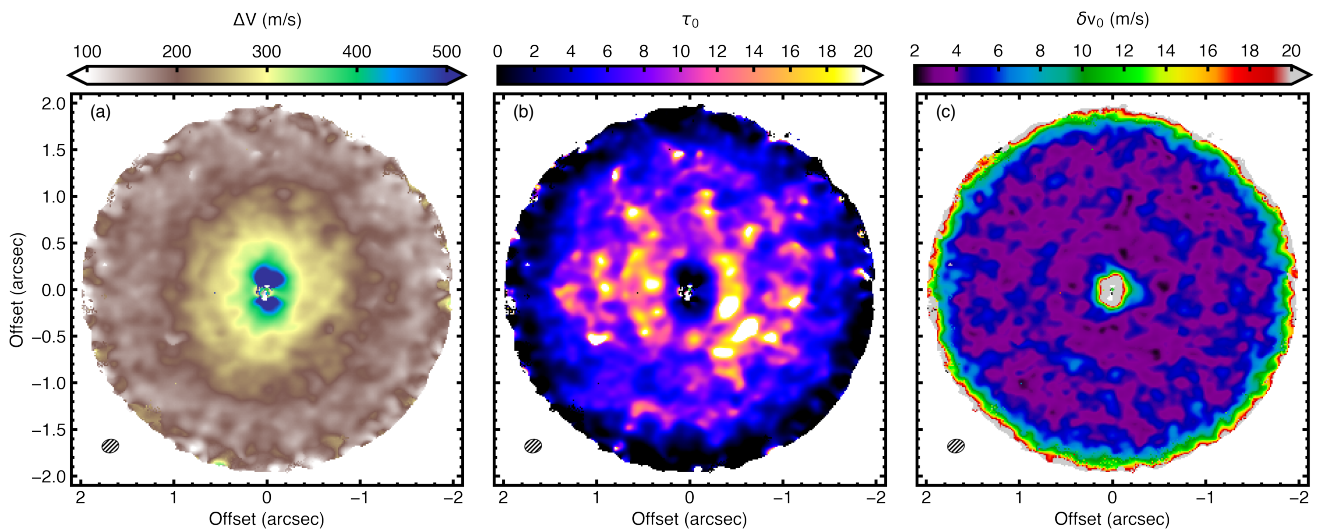 ΔV (m/s)
τ₀
δv₀ (m/s)
100 200 300 400 500
0 2 4 6 8 10 12 14 16 18 20
2 4 6 8 10 12 14 16 18 20
2.0
1.5
1.0
0.5
0.0
−0.5
−1.0
−1.5
−2.0
Offset (arcsec)
(a)
(b)
(c)
2 1 0 −1 −2
2 1 0 −1 −2
2 1 0 −1 −2
Offset (arcsec)
Offset (arcsec)
Offset (arcsec)